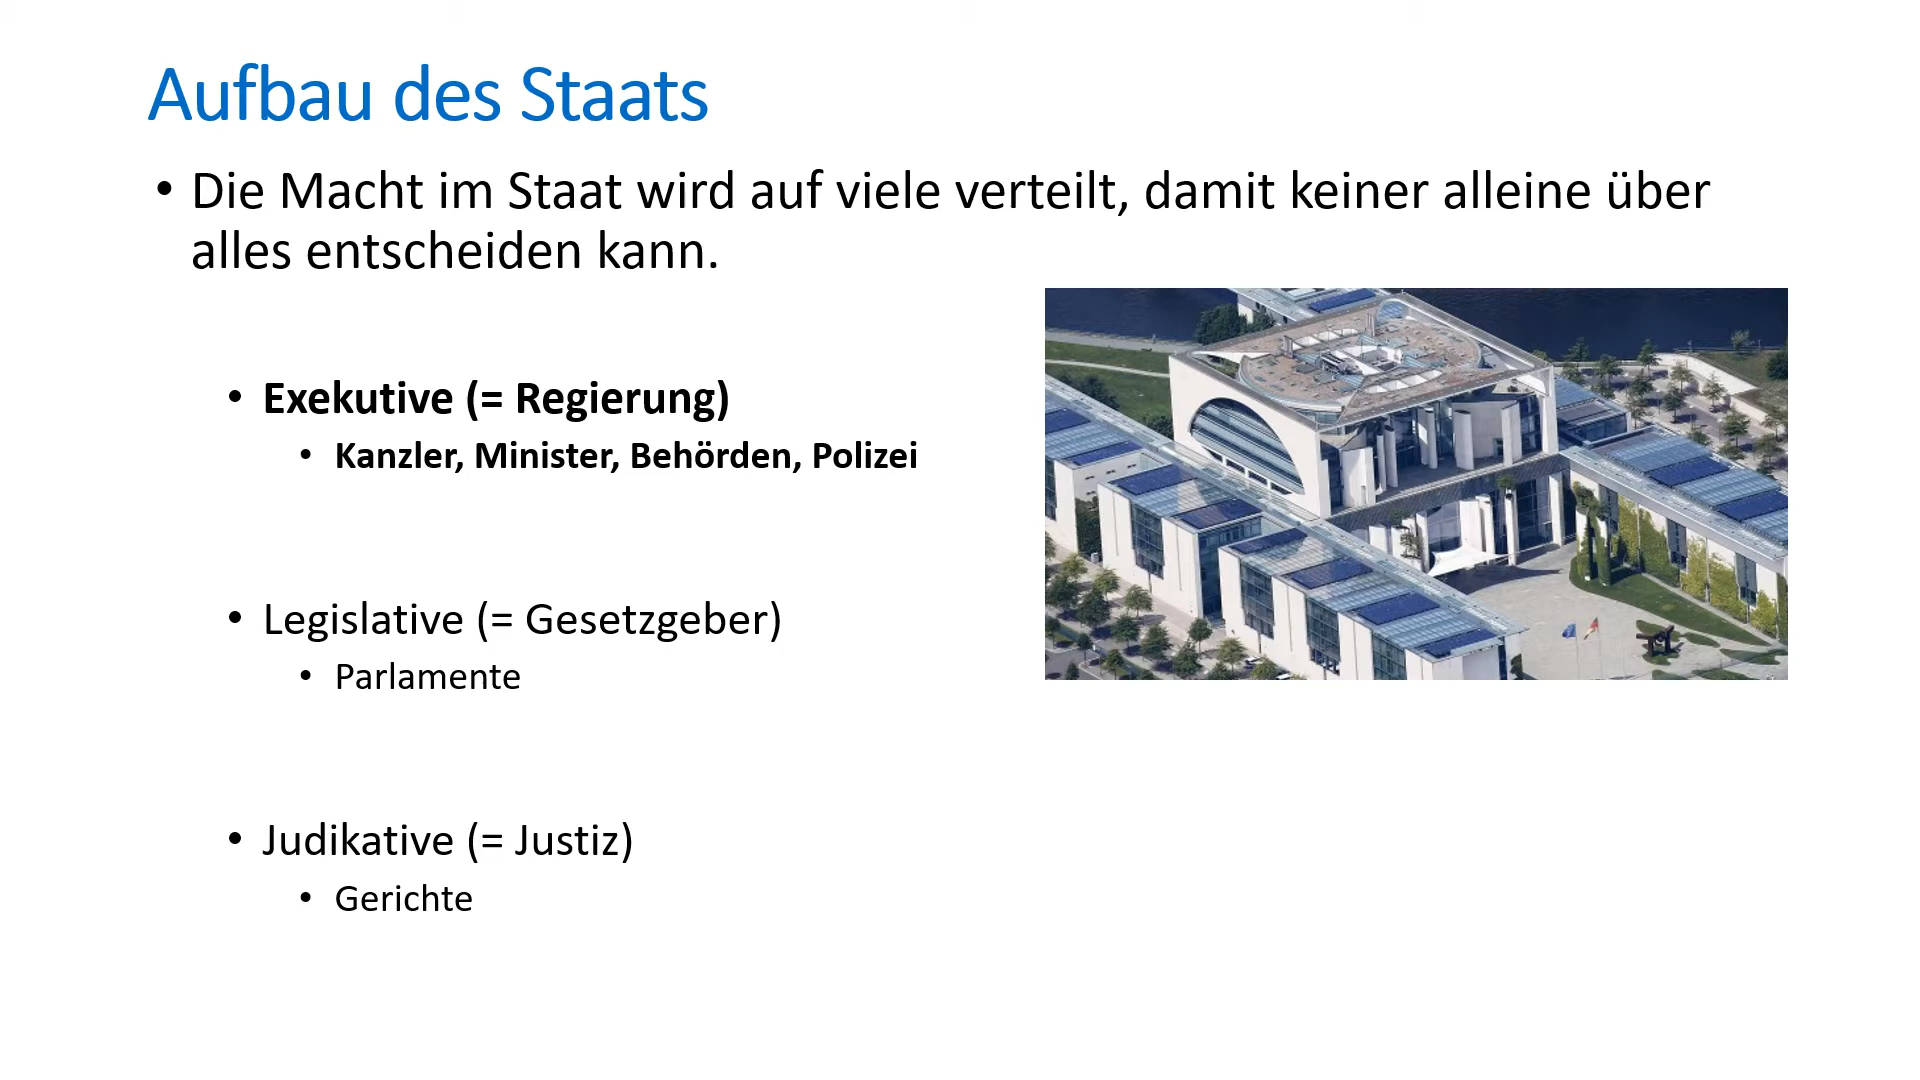 Aufbau des Staats
• Die Macht im Staat wird auf viele verteilt, damit keiner alleine über
alles entscheiden kann.
• Exekutive (= Regierung)
• Kanzler, Minister, Behörden, Polizei
• Legislative (= Gesetzgeber)
• Parlamente
• Judikative (= Justiz)
• Gerichte